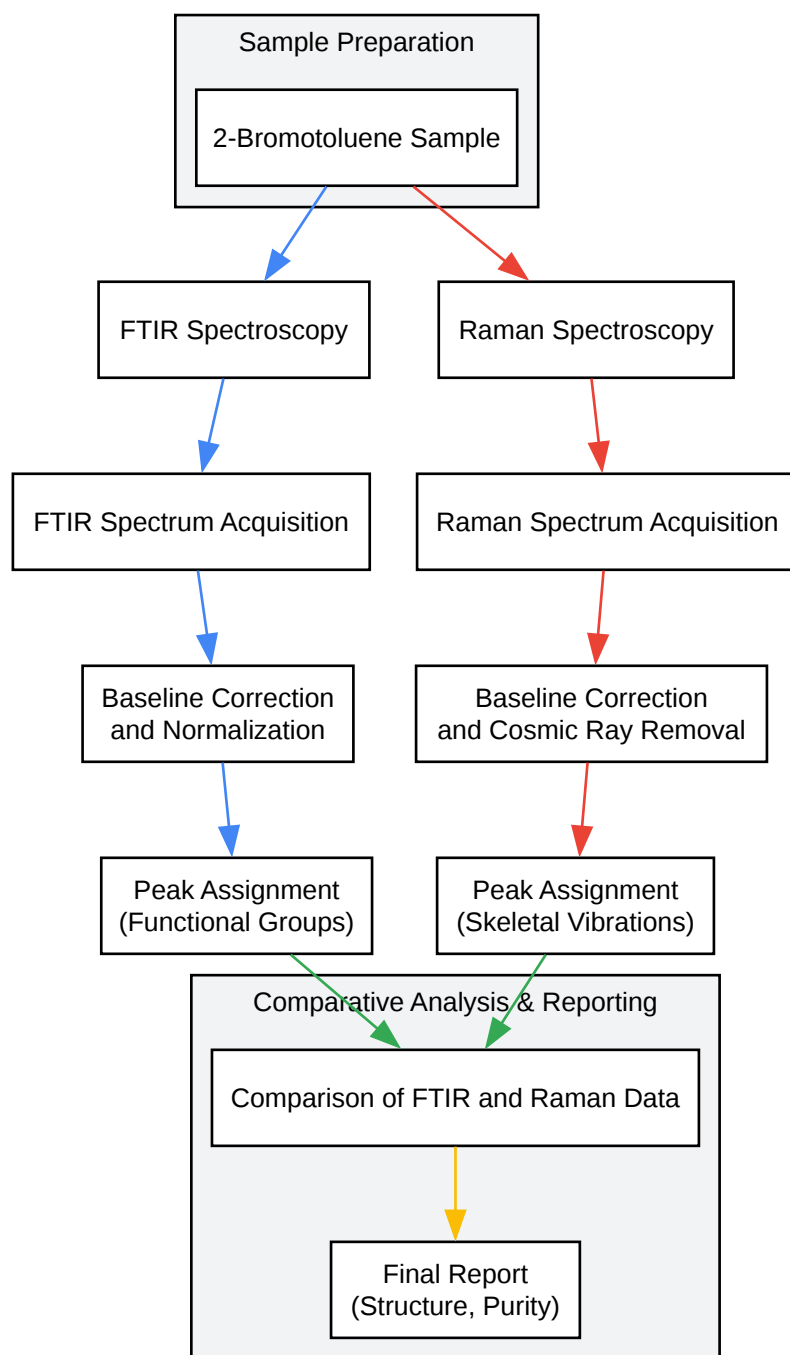 Sample Preparation
2-Bromotoluene Sample
FTIR Spectroscopy
Raman Spectroscopy
FTIR Spectrum Acquisition
Raman Spectrum Acquisition
Baseline Correction
and Normalization
Baseline Correction
and Cosmic Ray Removal
Peak Assignment
(Functional Groups)
Peak Assignment
(Skeletal Vibrations)
Comparative Analysis & Reporting
Comparison of FTIR and Raman Data
Final Report
(Structure, Purity)